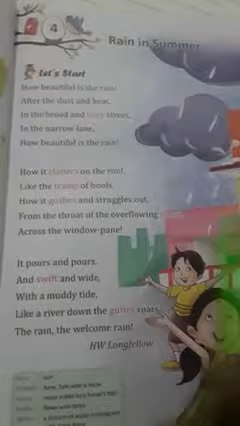 4
Rain in Summer
Let's Start
How beautiful is the rain!
After the dust and heat,
In the broad and fiery street,
In the narrow lane,
How beautiful is the rain!
How it clatters on the roof,
Like the tramp of hoofs,
How it gushes and struggles out,
From the throat of the overflowing
Across the window-pane!
It pours and pours,
And swift and wide,
With a muddy tide,
Like a river down the gutter roars
The rain, the welcome rain!
HW Longfellow